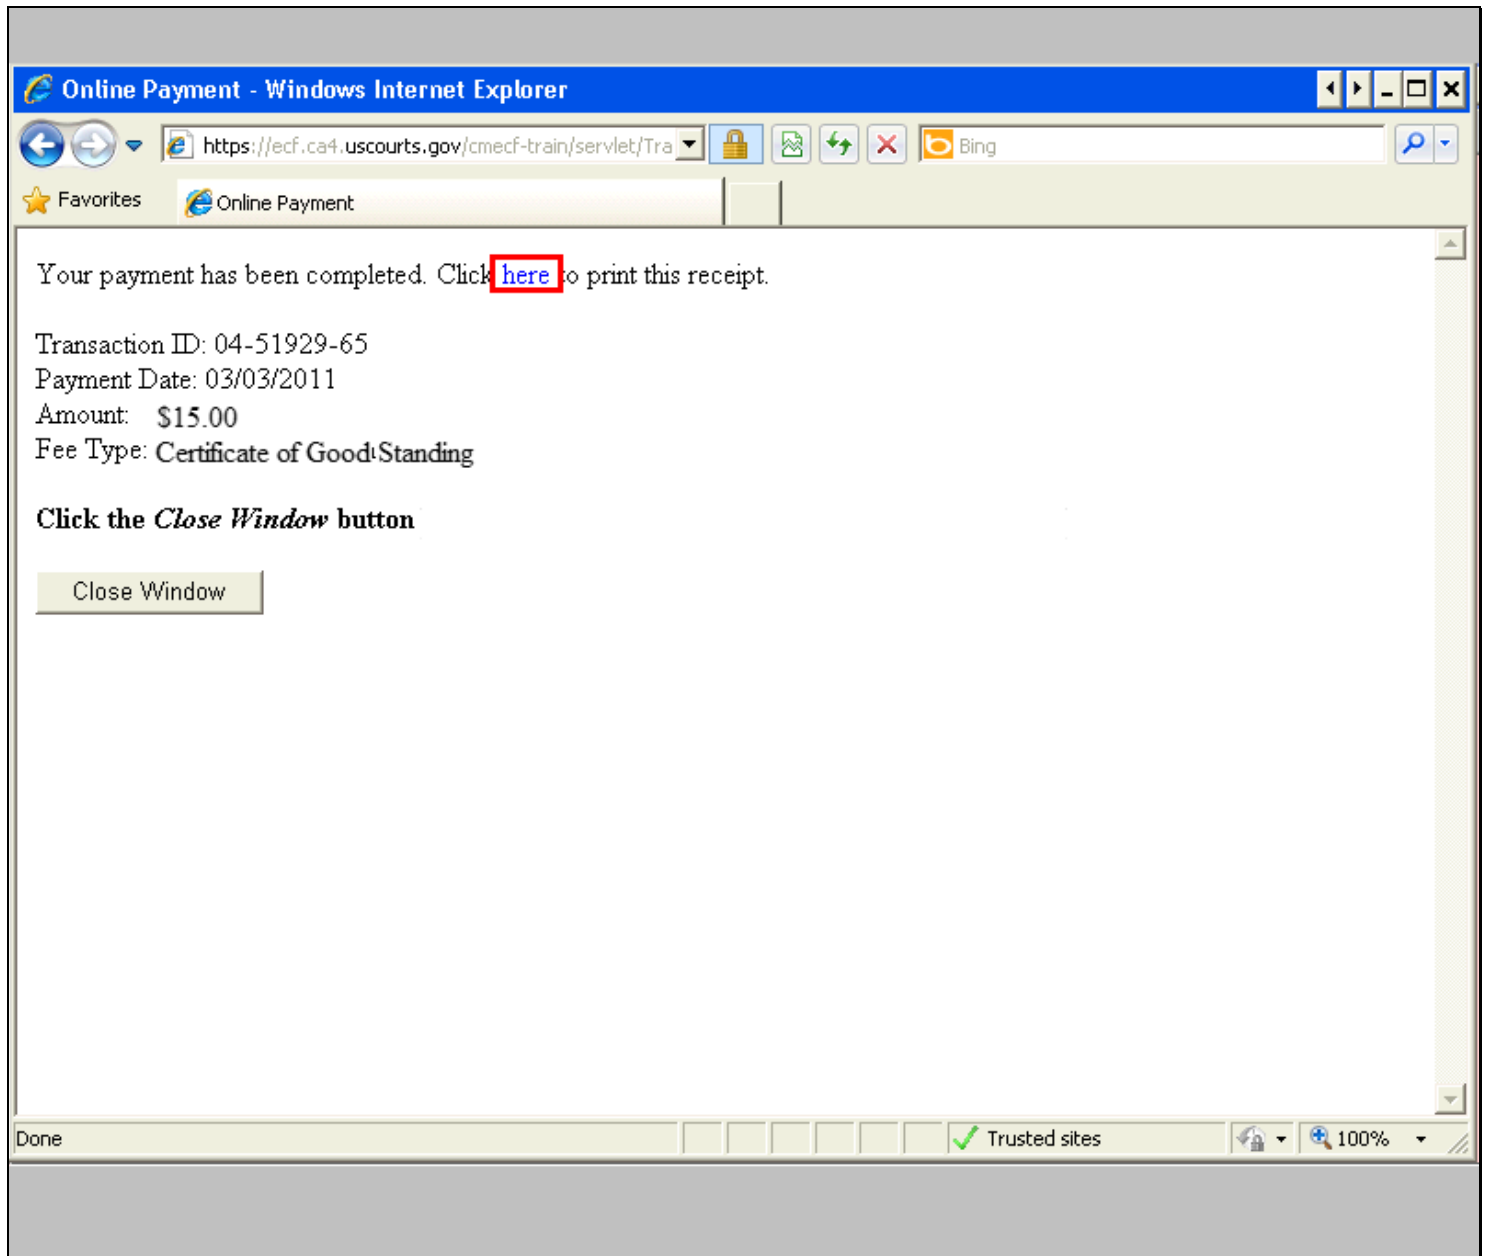 Online Payment - Windows Internet Explorer
https://ecf.ca4.uscourts.gov/cmecf-train/servlet/Tra
Bing
Favorites
Online Payment
Your payment has been completed. Click here to print this receipt.
Transaction ID: 04-51929-65
Payment Date: 03/03/2011
Amount: $15.00
Fee Type: Certificate of Good Standing
Click the Close Window button
Close Window
Done
Trusted sites
100%